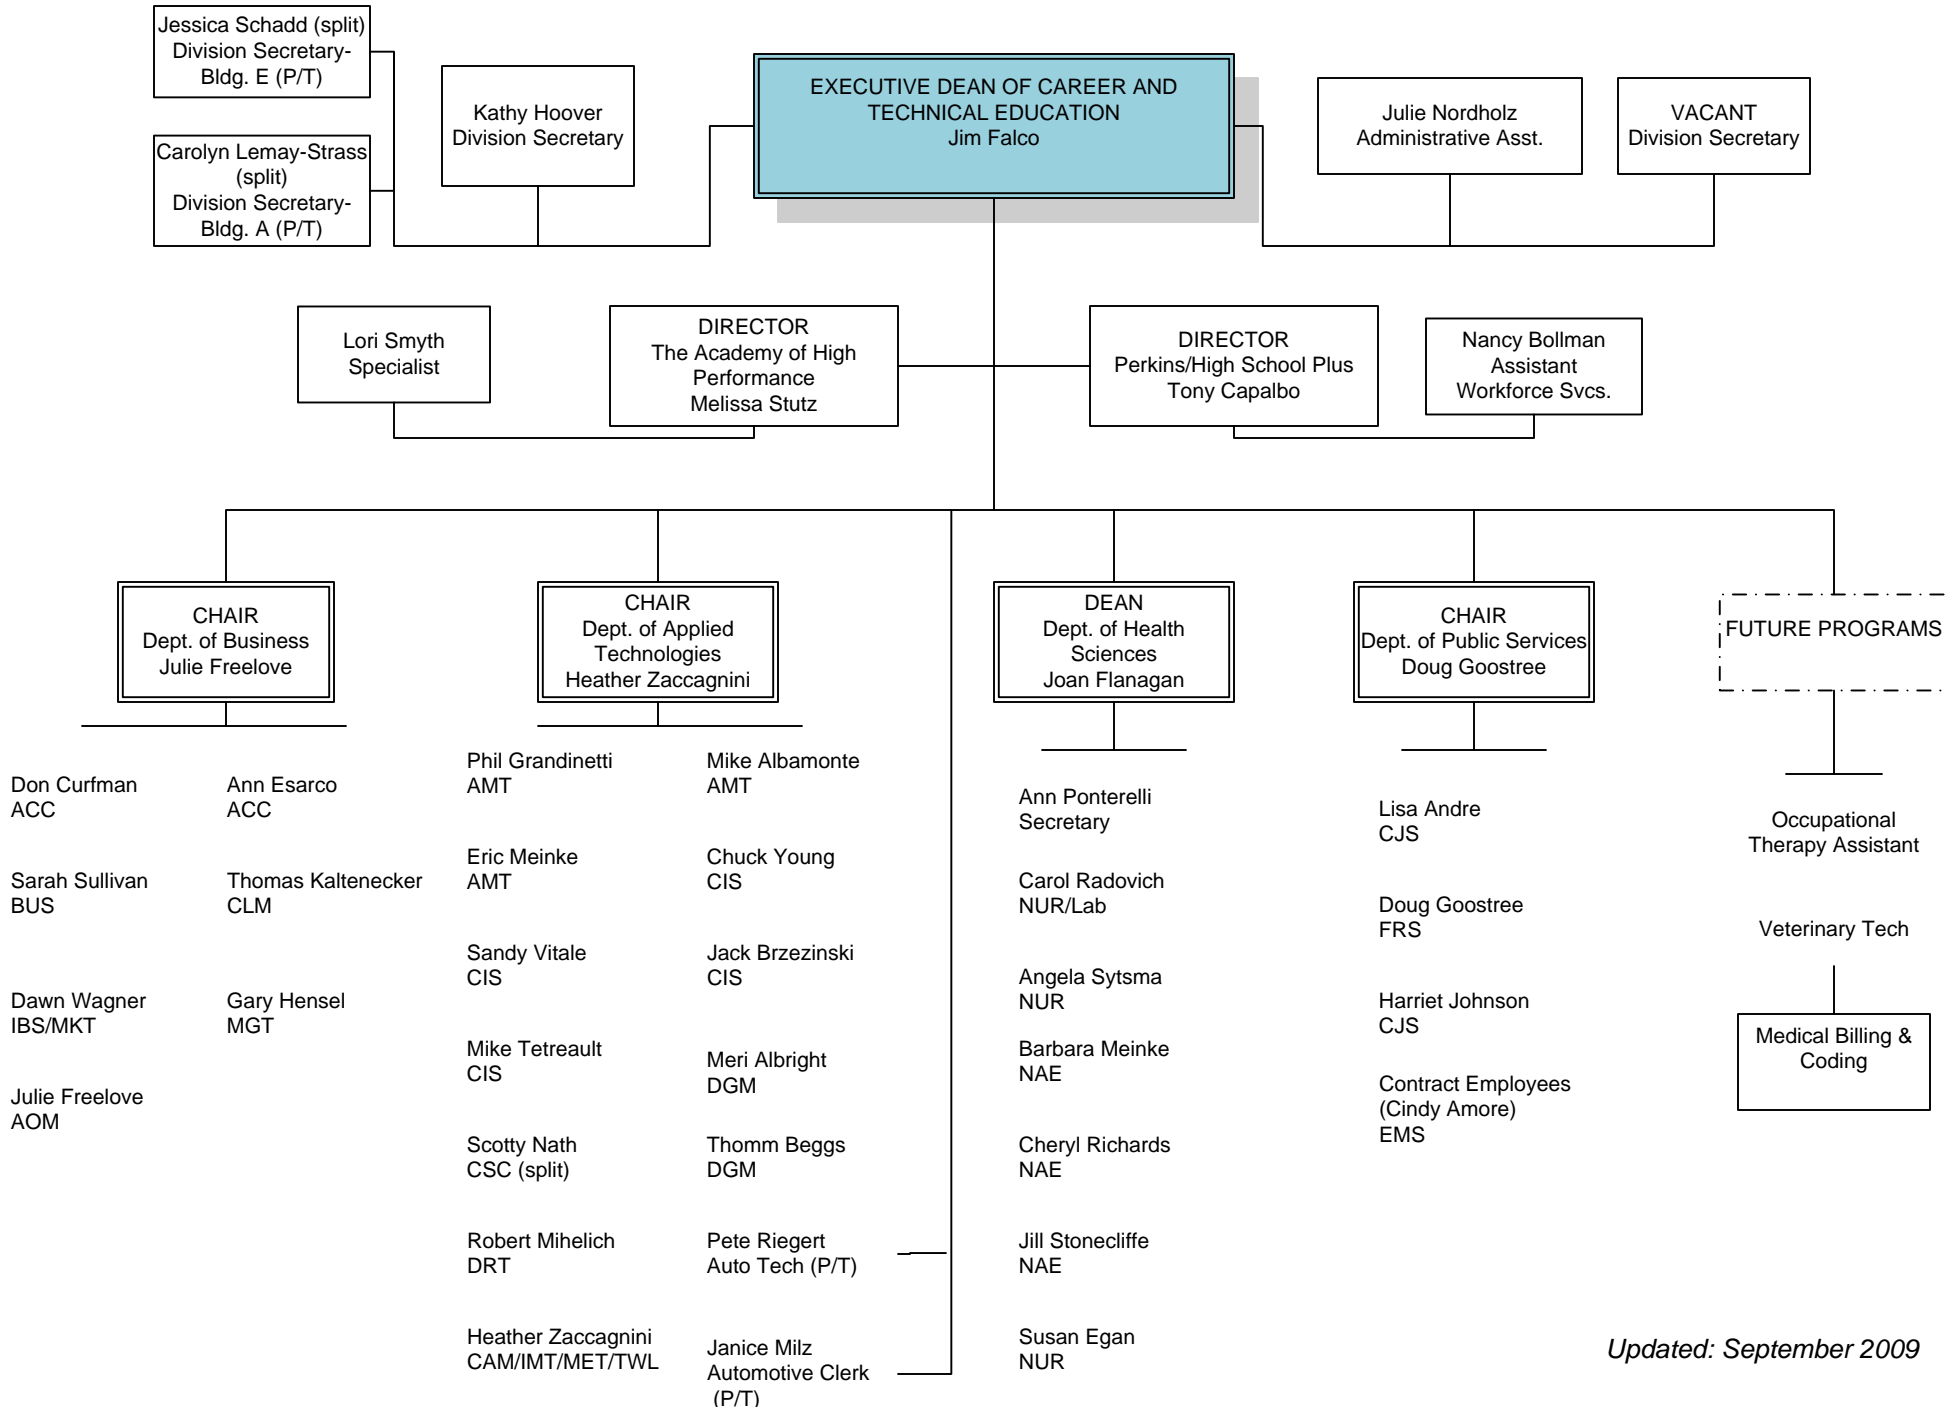 Jessica Schadd (split)
Division Secretary-
Bldg. E (P/T)
Carolyn Lemay-Strass
(split)
Division Secretary-
Bldg. A (P/T)
Kathy Hoover
Division Secretary
EXECUTIVE DEAN OF CAREER AND
TECHNICAL EDUCATION
Jim Falco
Julie Nordholz
Administrative Asst.
VACANT
Division Secretary
Lori Smyth
Specialist
DIRECTOR
The Academy of High
Performance
Melissa Stutz
DIRECTOR
Perkins/High School Plus
Tony Capalbo
Nancy Bollman
Assistant
Workforce Svcs.
CHAIR
Dept. of Business
Julie Freelove
CHAIR
Dept. of Applied
Technologies
Heather Zaccagnini
DEAN
Dept. of Health
Sciences
Joan Flanagan
CHAIR
Dept. of Public Services
Doug Goostree
FUTURE PROGRAMS
Don Curfman
ACC
Sarah Sullivan
BUS
Dawn Wagner
IBS/MKT
Julie Freelove
AOM
Ann Esarco
ACC
Thomas Kaltenecker
CLM
Gary Hensel
MGT
Phil Grandinetti
AMT
Eric Meinke
AMT
Sandy Vitale
CIS
Mike Tetreault
CIS
Scotty Nath
CSC (split)
Robert Mihelich
DRT
Heather Zaccagnini
CAM/IMT/MET/TWL
Mike Albamonte
AMT
Chuck Young
CIS
Jack Brzezinski
CIS
Meri Albright
DGM
Thomm Beggs
DGM
Pete Riegert
Auto Tech (P/T)
Janice Milz
Automotive Clerk
(P/T)
Ann Ponterelli
Secretary
Carol Radovich
NUR/Lab
Angela Sytsma
NUR
Barbara Meinke
NAE
Cheryl Richards
NAE
Jill Stonecliffe
NAE
Susan Egan
NUR
Lisa Andre
CJS
Doug Goostree
FRS
Harriet Johnson
CJS
Contract Employees
(Cindy Amore)
EMS
Occupational
Therapy Assistant
Veterinary Tech
Medical Billing &
Coding
Updated: September 2009